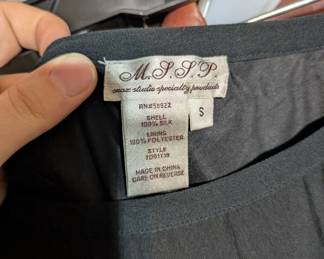 M.S.S.P.
max studio specialty products
RN#58922
S
SHELL
100% SILK
LINING
100% POLYESTER
STYLE
MADE IN CHINA
CARE ON REVERSE